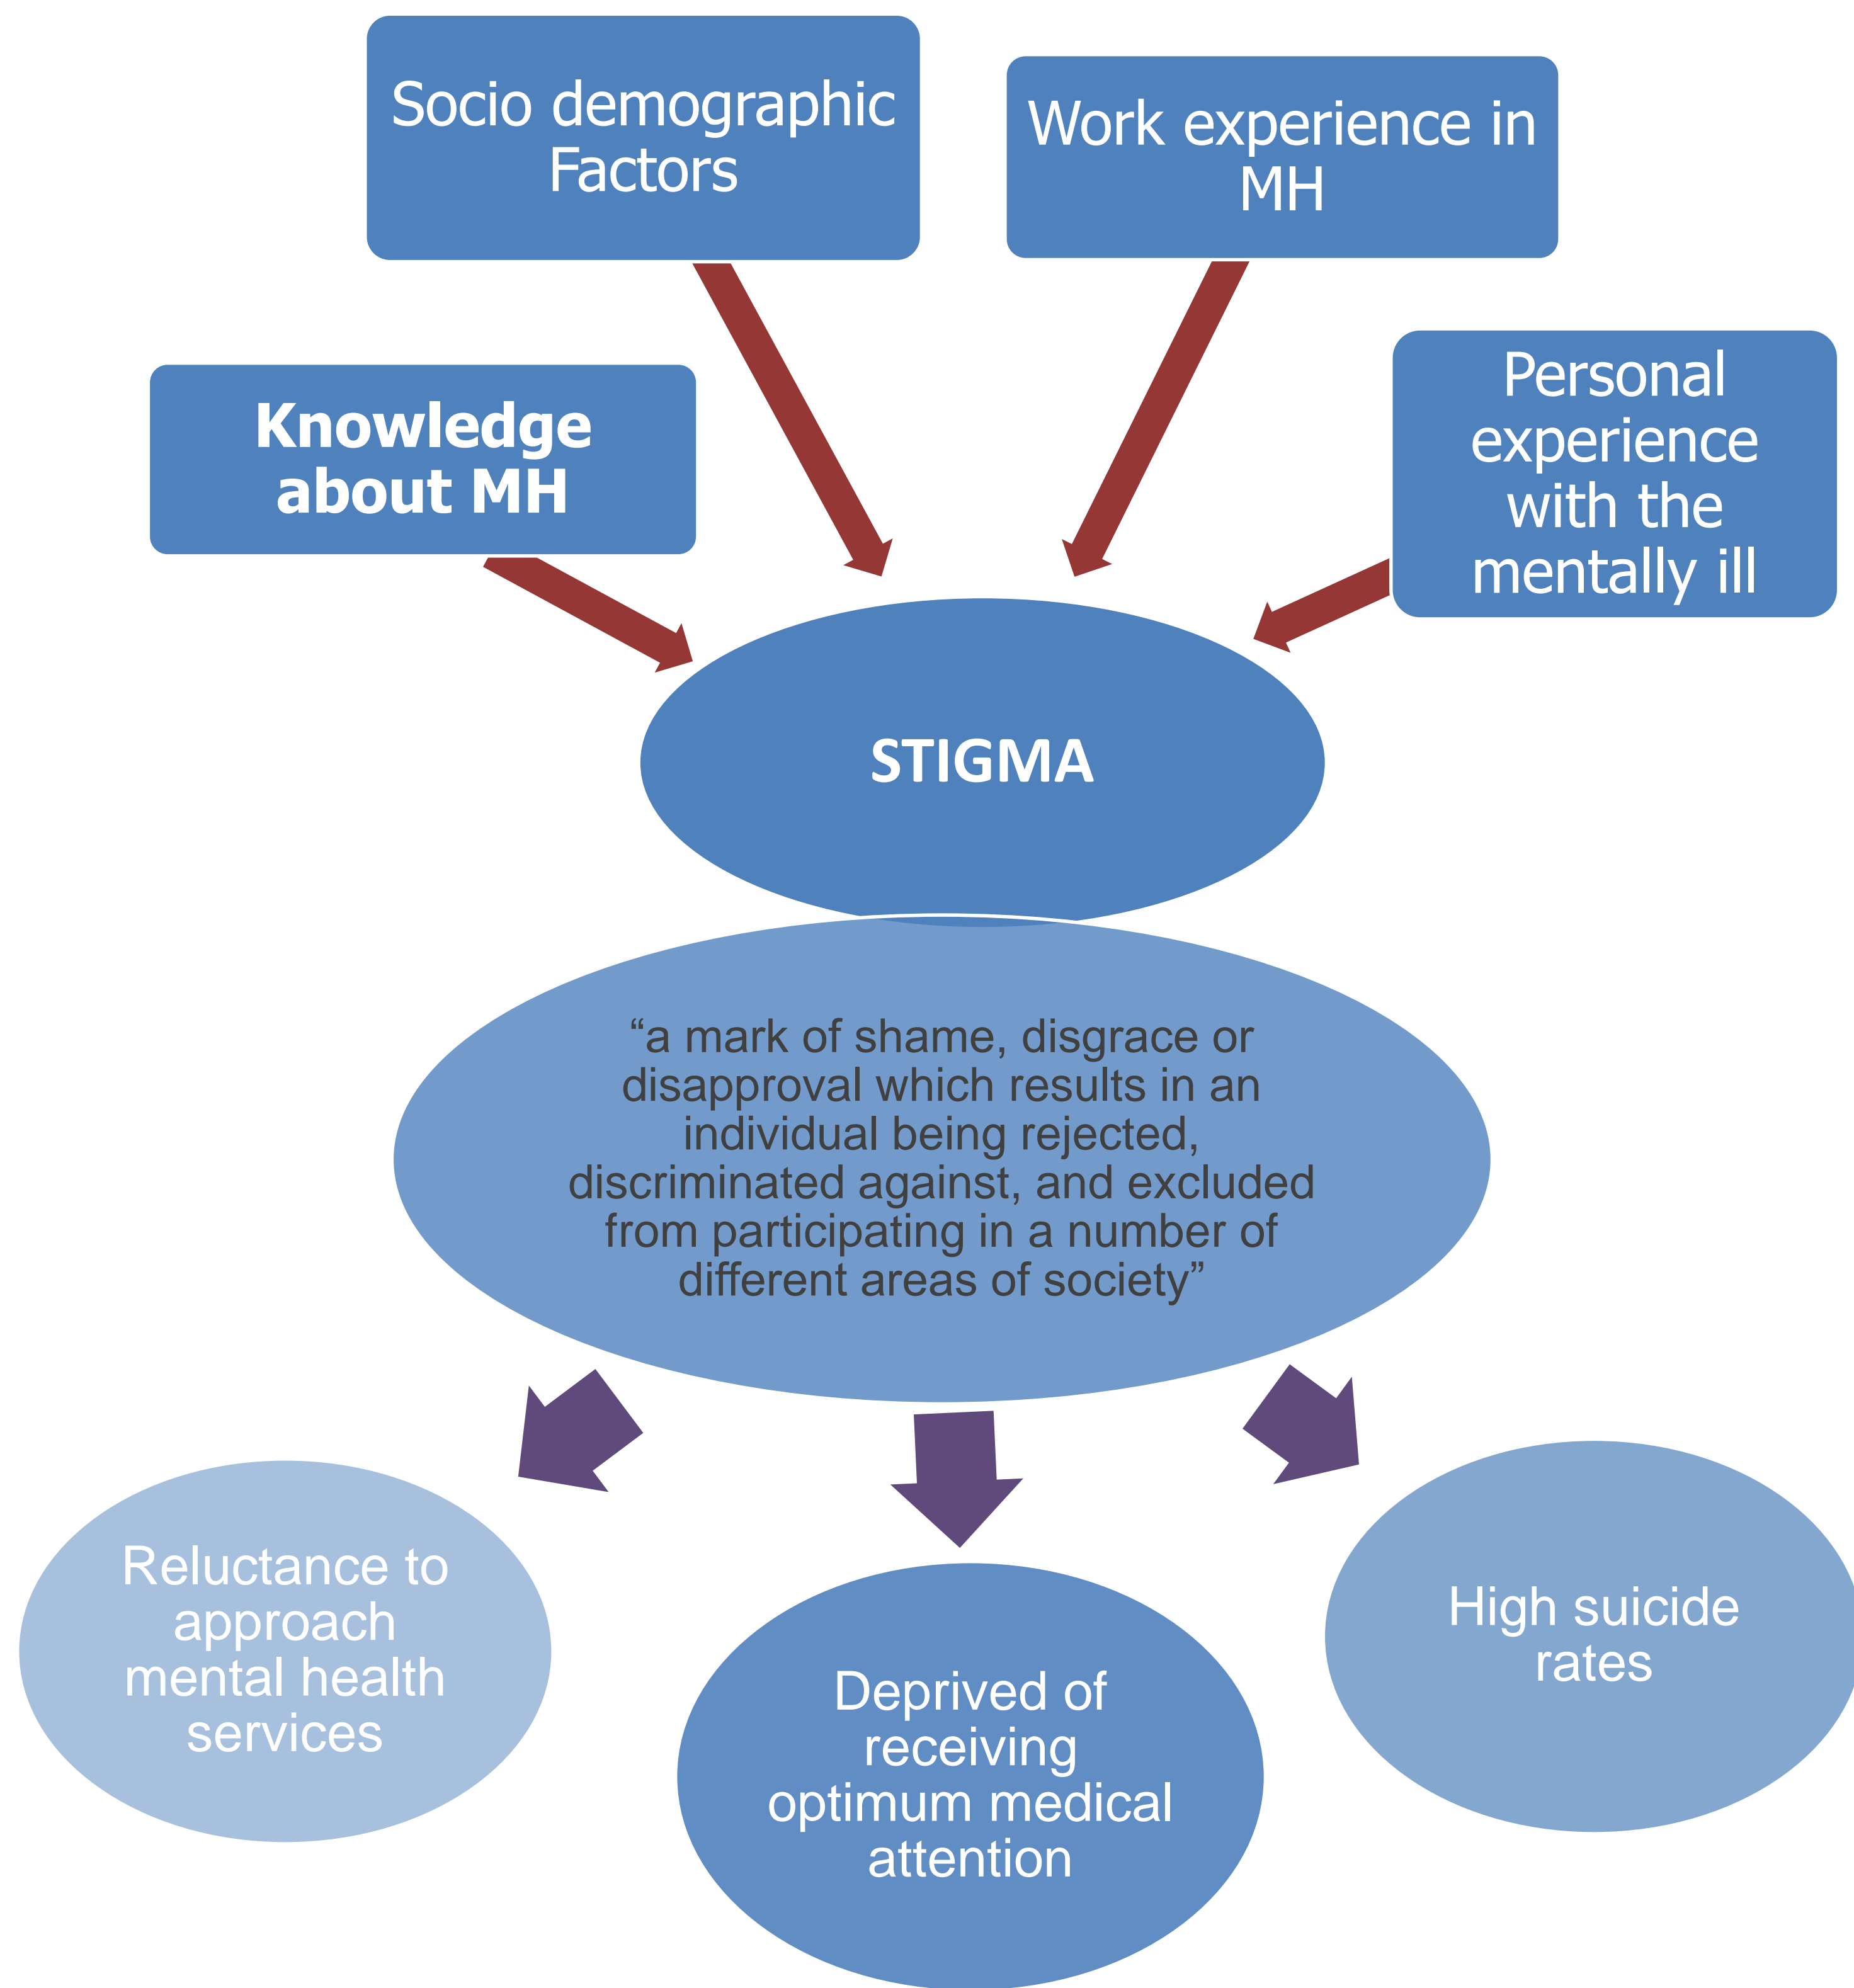 Socio demographic
Factors
Work experience in
MH
Knowledge
about MH
Personal
experience
with the
mentally ill
STIGMA
“a mark of shame, disgrace or
disapproval which results in an
individual being rejected,
discriminated against, and excluded
from participating in a number of
different areas of society”
Reluctance to
approach
mental health
services
Deprived of
receiving
optimum medical
attention
High suicide
rates